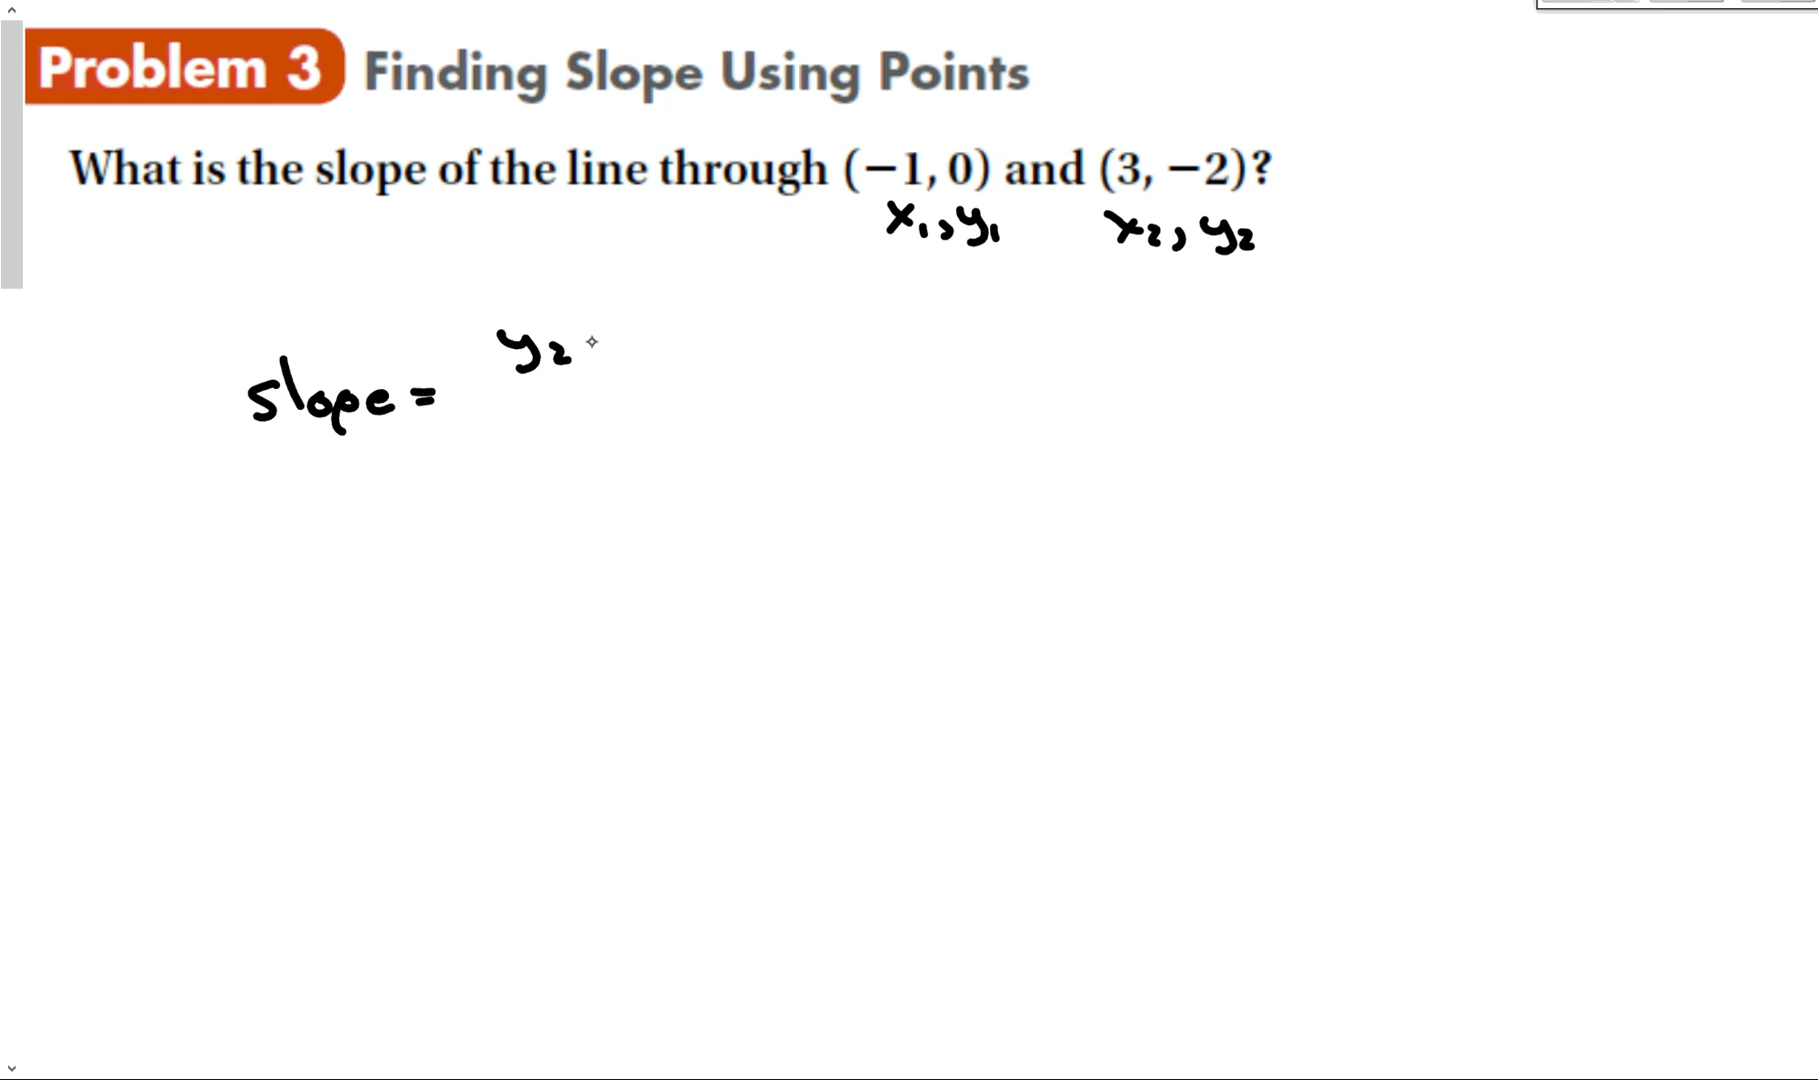 Problem 3 Finding Slope Using Points
What is the slope of the line through (−1, 0) and (3, −2)?
x₁, y₁ x₂, y₂
slope = y₂